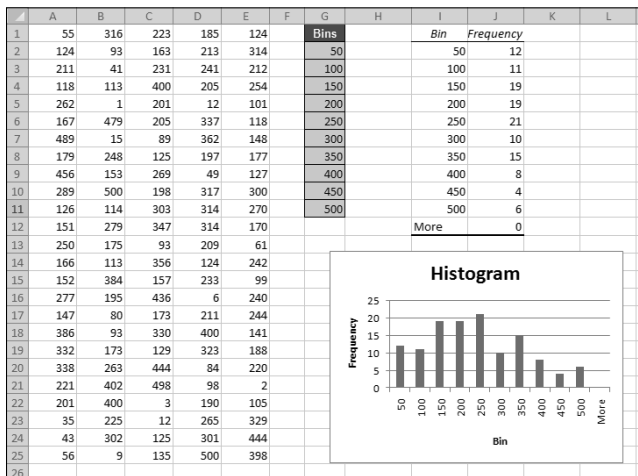 A B C D E F G H I J K L
1 55 316 223 185 124 Bins Bin Frequency
2 124 93 163 213 314 50 50 12
3 211 41 231 241 212 100 100 11
4 118 113 400 205 254 150 150 19
5 262 1 201 12 101 200 200 19
6 167 479 205 337 118 250 250 21
7 489 15 89 362 148 300 300 10
8 179 248 125 197 177 350 350 15
9 456 153 269 49 127 400 400 8
10 289 500 198 317 300 450 450 4
11 126 114 303 314 270 500 500 6
12 151 279 347 314 170 More 0
13 250 175 93 209 61
14 166 113 356 124 242
15 152 384 157 233 99
16 277 195 436 6 240
17 147 80 173 211 244
18 386 93 330 400 141
19 332 173 129 323 188
20 338 263 444 84 220
21 221 402 498 98 2
22 201 400 3 190 105
23 35 225 12 265 329
24 43 302 125 301 444
25 56 9 135 500 398
26
Histogram
Frequency
25
20
15
10
5
0
50 100 150 200 250 300 350 400 450 500 More
Bin